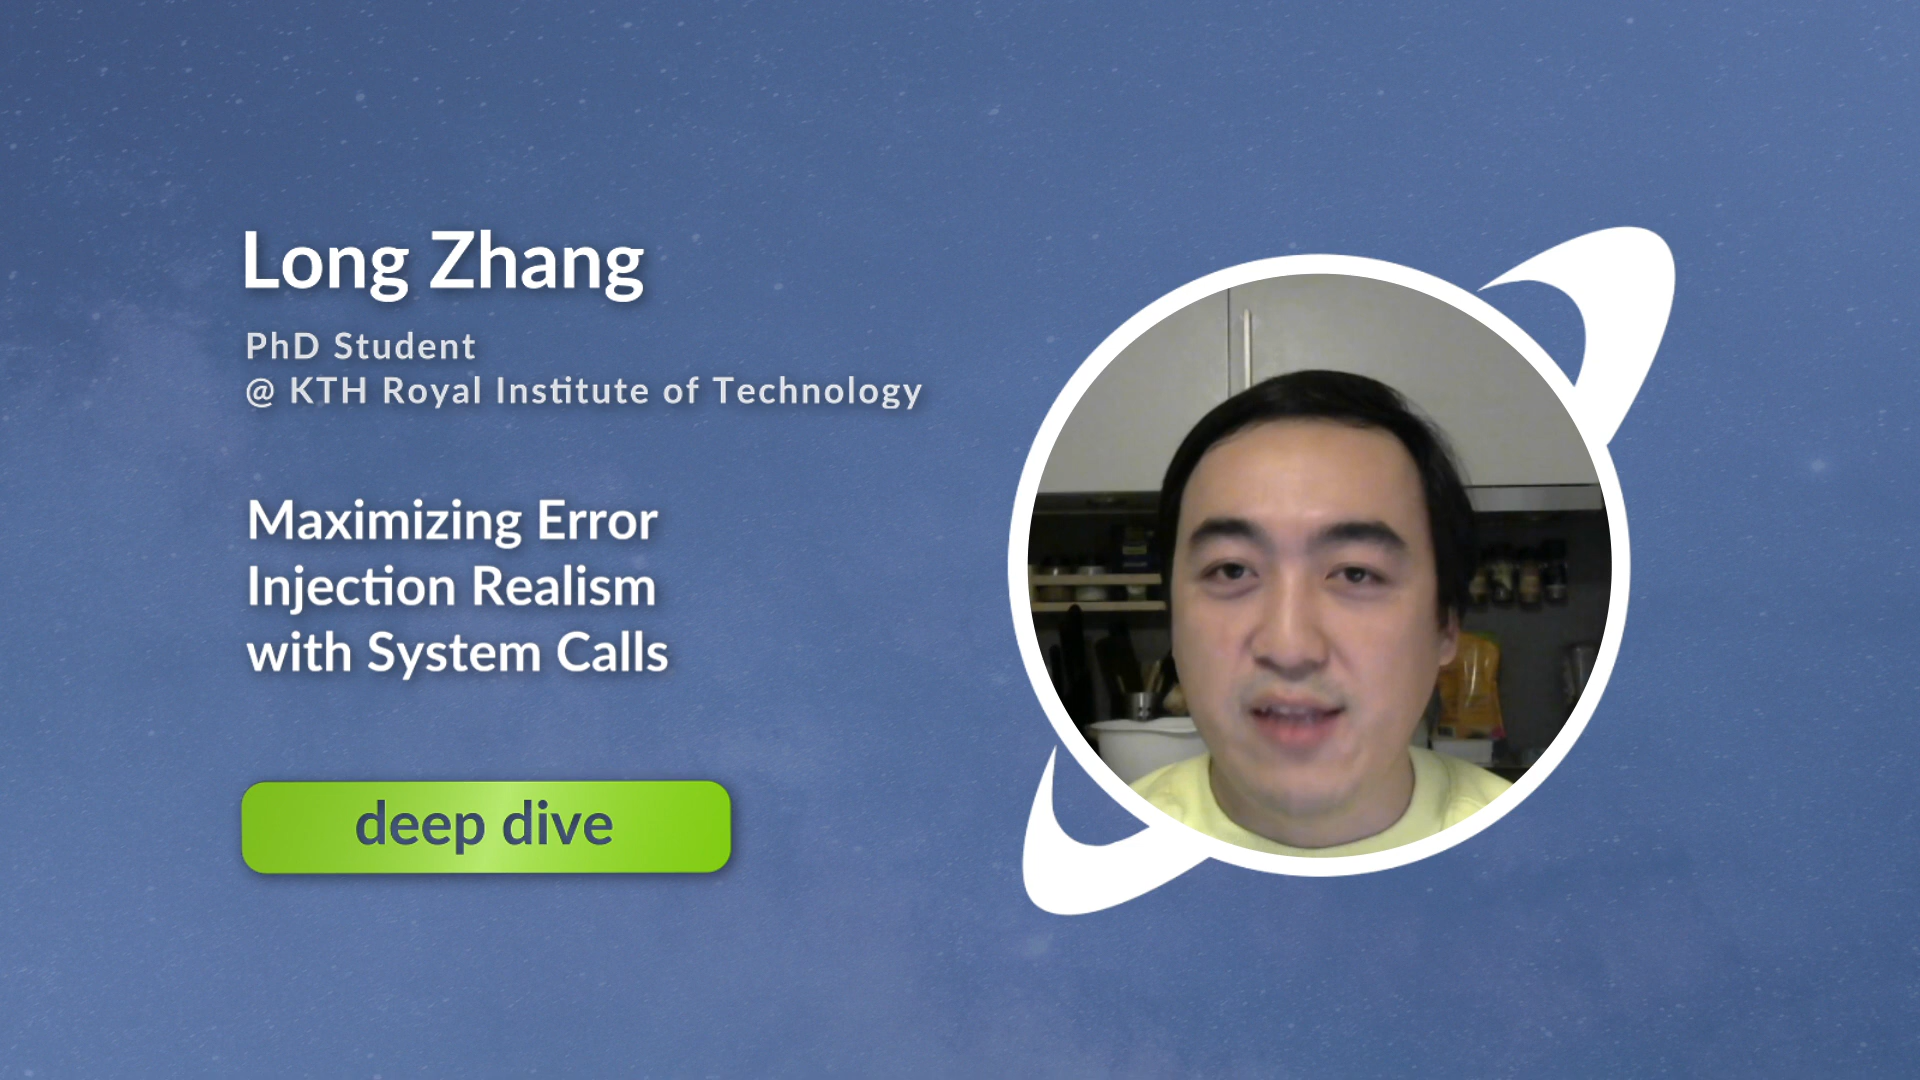 Long Zhang
PhD Student
@ KTH Royal Institute of Technology
Maximizing Error
Injection Realism
with System Calls
deep dive